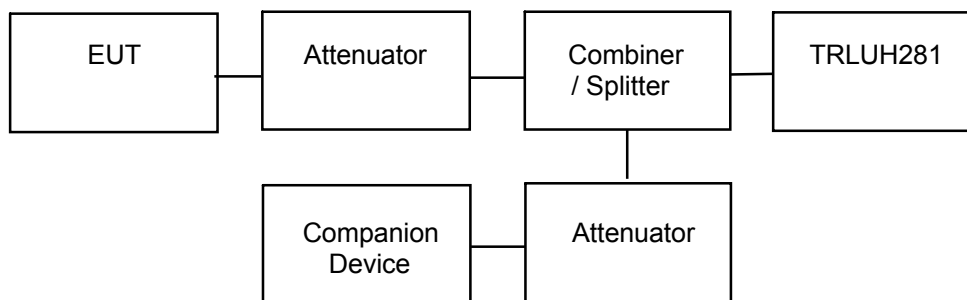 EUT
Attenuator
Combiner
/ Splitter
TRLUH281
Companion
Device
Attenuator